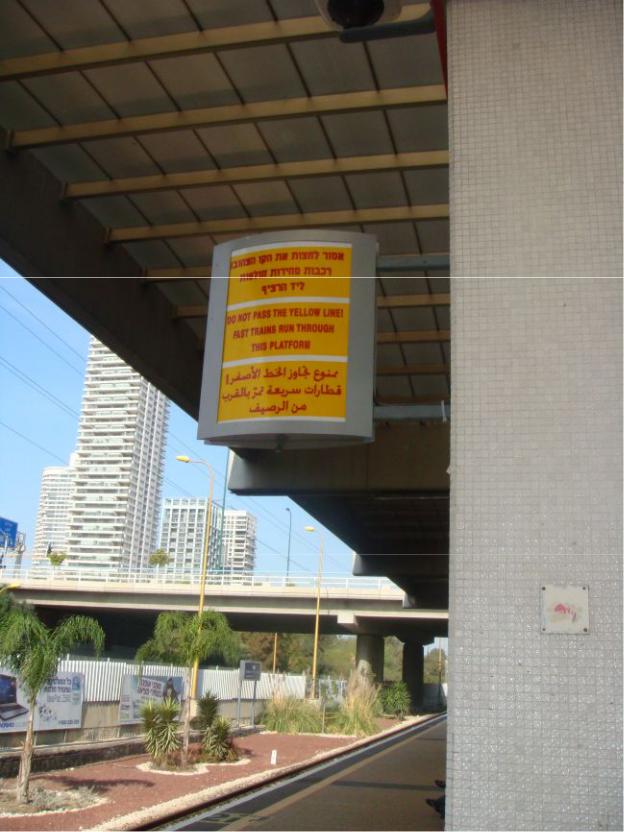 אסור לחצות את הקו הצהוב!
רכבות מהירות חולפות
ליד הרציף
DO NOT PASS THE YELLOW LINE!
FAST TRAINS RUN THROUGH
THIS PLATFORM
ممنوع تجاوز الخط الأصفر!
قطارات سريعة تمرّ بالقرب
من الرصيف